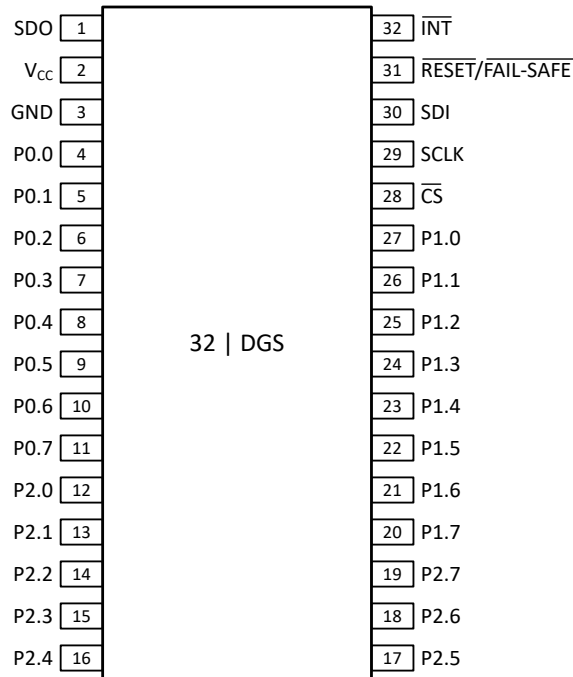 SDO 1 32 INT
VCC 2 31 RESET/FAIL-SAFE
GND 3 30 SDI
P0.0 4 29 SCLK
P0.1 5 28 CS
P0.2 6 27 P1.0
P0.3 7 26 P1.1
P0.4 8 25 P1.2
32 | DGS
P0.5 9 24 P1.3
P0.6 10 23 P1.4
P0.7 11 22 P1.5
P2.0 12 21 P1.6
P2.1 13 20 P1.7
P2.2 14 19 P2.7
P2.3 15 18 P2.6
P2.4 16 17 P2.5